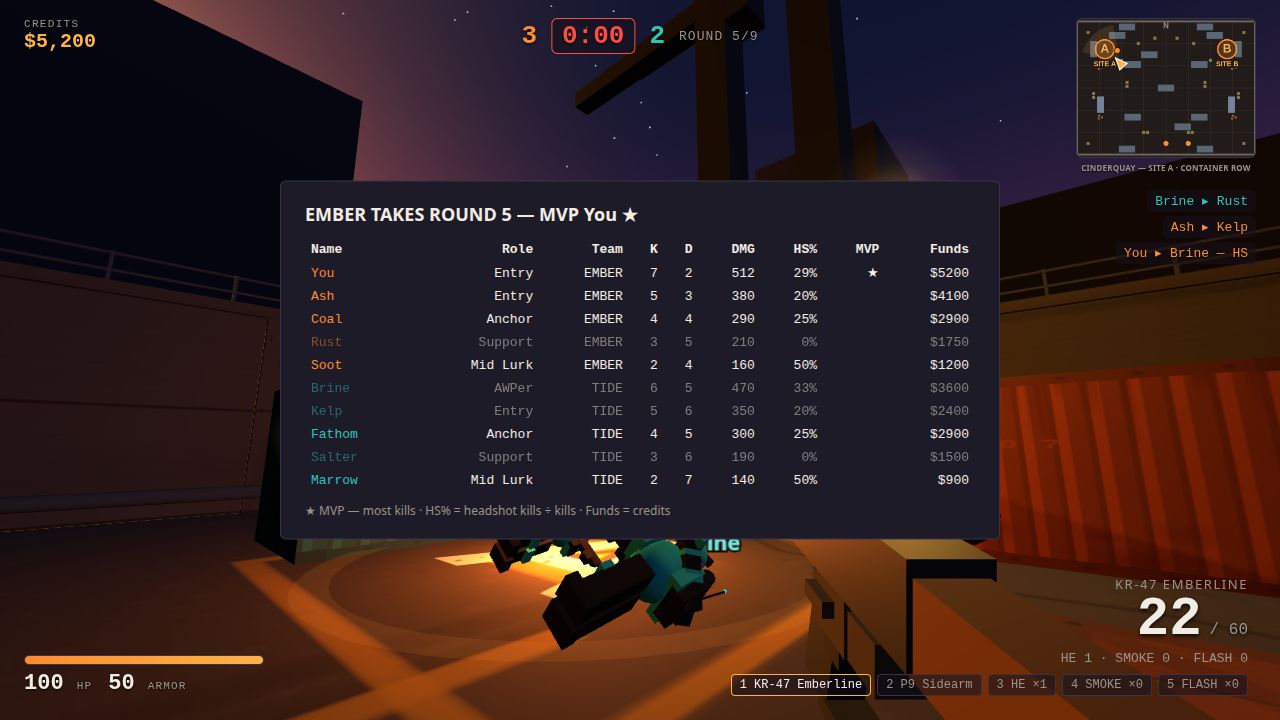 CREDITS
$5,200
3 0:00 2 ROUND 5/9
N
A
B
SITE A
SITE B
CINDERQUAY — SITE A · CONTAINER ROW
Brine ▸ Rust
Ash ▸ Kelp
You ▸ Brine — HS
EMBER TAKES ROUND 5 — MVP You ★
Name Role Team K D DMG HS% MVP Funds
You Entry EMBER 7 2 512 29% ★ $5200
Ash Entry EMBER 5 3 380 20% $4100
Coal Anchor EMBER 4 4 290 25% $2900
Rust Support EMBER 3 5 210 0% $1750
Soot Mid Lurk EMBER 2 4 160 50% $1200
Brine AWPer TIDE 6 5 470 33% $3600
Kelp Entry TIDE 5 6 350 20% $2400
Fathom Anchor TIDE 4 5 300 25% $2900
Salter Support TIDE 3 6 190 0% $1500
Marrow Mid Lurk TIDE 2 7 140 50% $900
★ MVP — most kills · HS% = headshot kills ÷ kills · Funds = credits
KR-47 EMBERLINE
22 / 60
HE 1 · SMOKE 0 · FLASH 0
100 HP 50 ARMOR
1 KR-47 Emberline 2 P9 Sidearm 3 HE ×1 4 SMOKE ×0 5 FLASH ×0